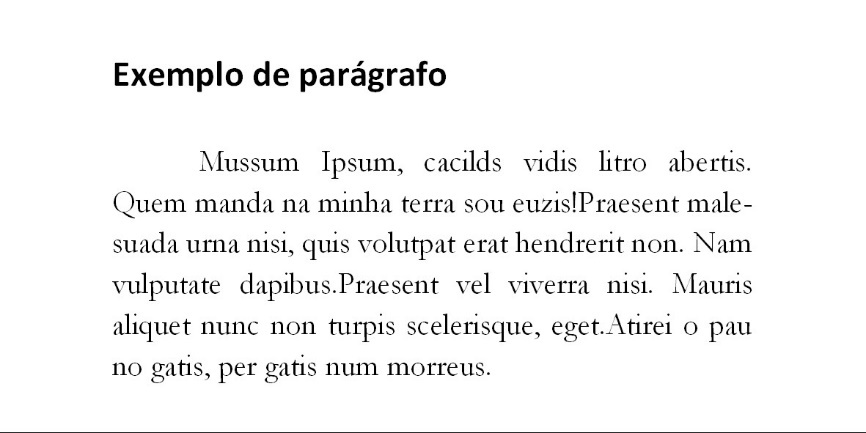 Exemplo de parágrafo
Mussum Ipsum, cacilds vidis litro abertis.
Quem manda na minha terra sou euzis!Praesent male-
suada urna nisi, quis volutpat erat hendrerit non. Nam
vulputate dapibus.Praesent vel viverra nisi. Mauris
aliquet nunc non turpis scelerisque, eget.Atirei o pau
no gatis, per gatis num morreus.